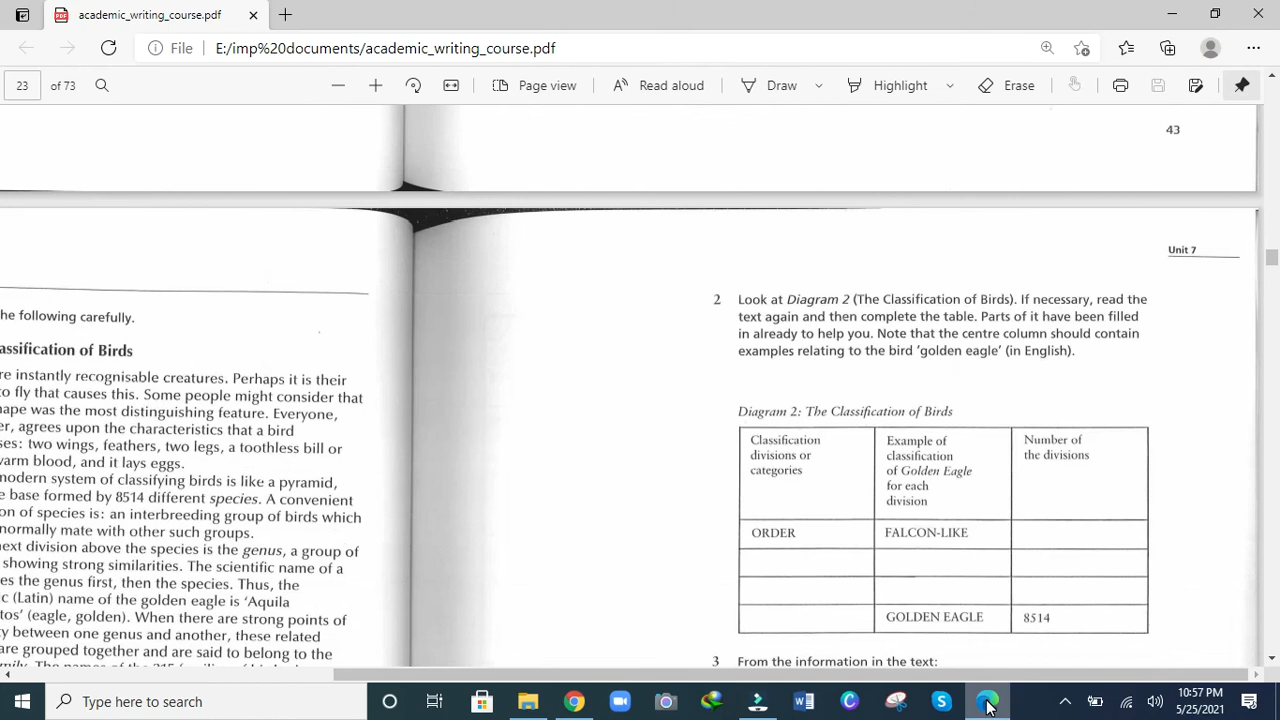 academic_writing_course.pdf
File
E:/imp%20documents/academic_writing_course.pdf
23
of 73
Page view
Read aloud
Draw
Highlight
Erase
43
Unit 7
he following carefully.
assification of Birds
re instantly recognisable creatures. Perhaps it is their
to fly that causes this. Some people might consider that
hape was the most distinguishing feature. Everyone,
er, agrees upon the characteristics that a bird
ses: two wings, feathers, two legs, a toothless bill or
warm blood, and it lays eggs.
modern system of classifying birds is like a pyramid,
e base formed by 8514 different species. A convenient
on of species is: an interbreeding group of birds which
normally mate with other such groups.
next division above the species is the genus, a group of
showing strong similarities. The scientific name of a
es the genus first, then the species. Thus, the
c (Latin) name of the golden eagle is 'Aquila
tos' (eagle, golden). When there are strong points of
ty between one genus and another, these related
are grouped together and are said to belong to the
2 Look at Diagram 2 (The Classification of Birds). If necessary, read the
text again and then complete the table. Parts of it have been filled
in already to help you. Note that the centre column should contain
examples relating to the bird 'golden eagle' (in English).
Diagram 2: The Classification of Birds
Classification
divisions or
categories
Example of
classification
of Golden Eagle
for each
division
Number of
the divisions
ORDER
FALCON-LIKE
GOLDEN EAGLE
8514
3 From the information in the text:
Type here to search
10:57 PM
5/25/2021